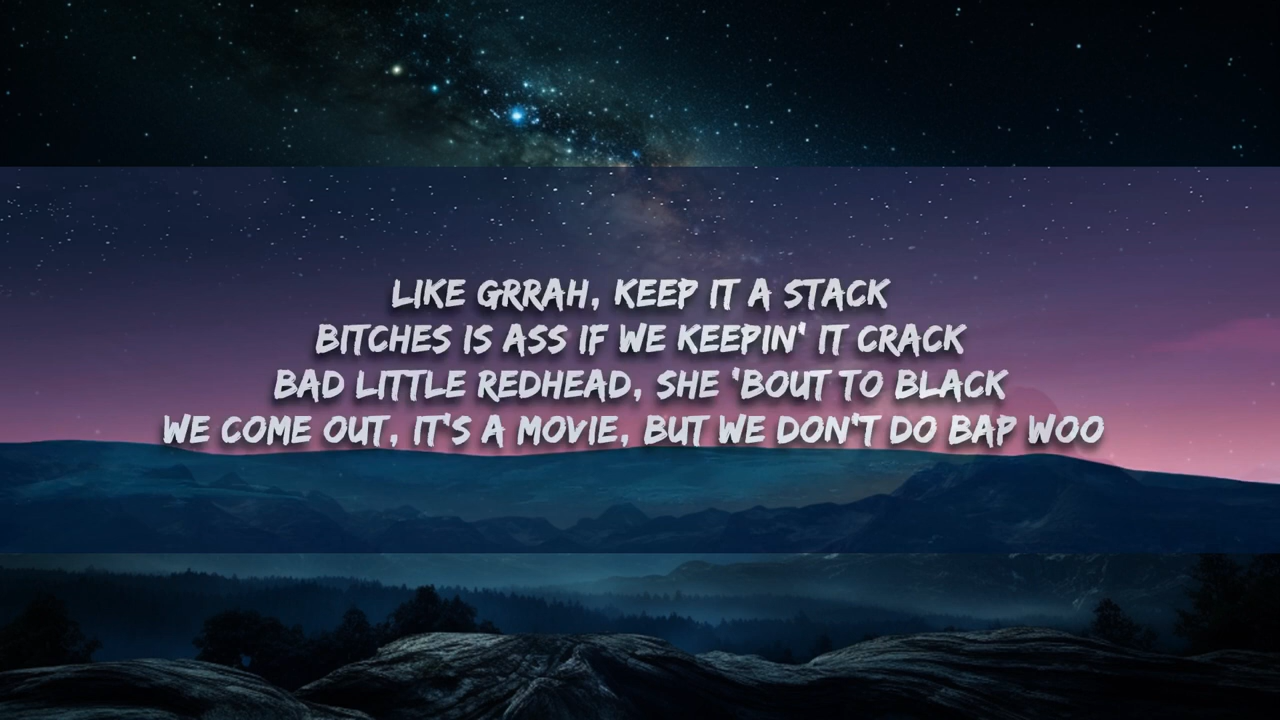 LIKE GRRAH, KEEP IT A STACK
BITCHES IS ASS IF WE KEEPIN' IT CRACK
BAD LITTLE REDHEAD, SHE 'BOUT TO BLACK
WE COME OUT, IT'S A MOVIE, BUT WE DON'T DO BAP WOO